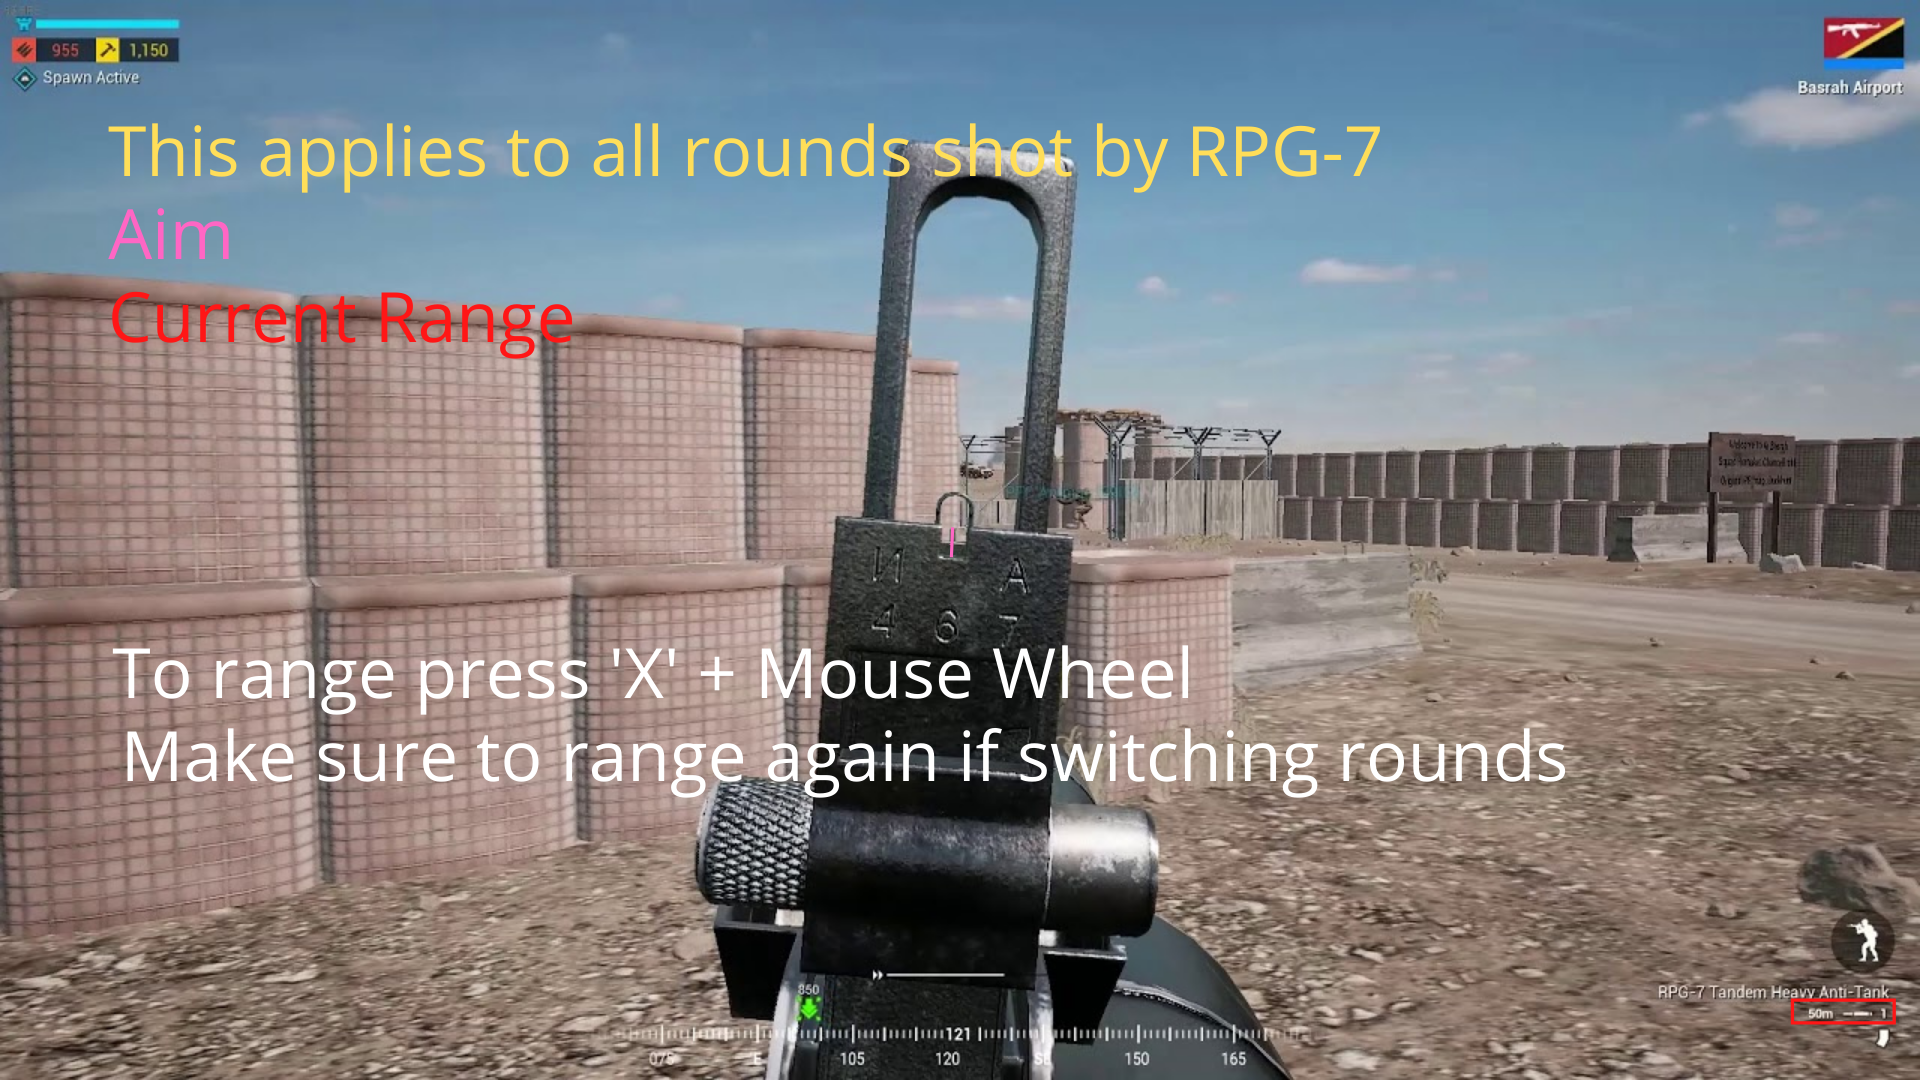 955 1,150
Spawn Active
Basrah Airport
This applies to all rounds shot by RPG-7
Aim
Current Range
И А
4 6 7
To range press 'X' + Mouse Wheel
Make sure to range again if switching rounds
RPG-7 Tandem Heavy Anti-Tank
50m 1
850
121
075 E 105 120 SE 150 165